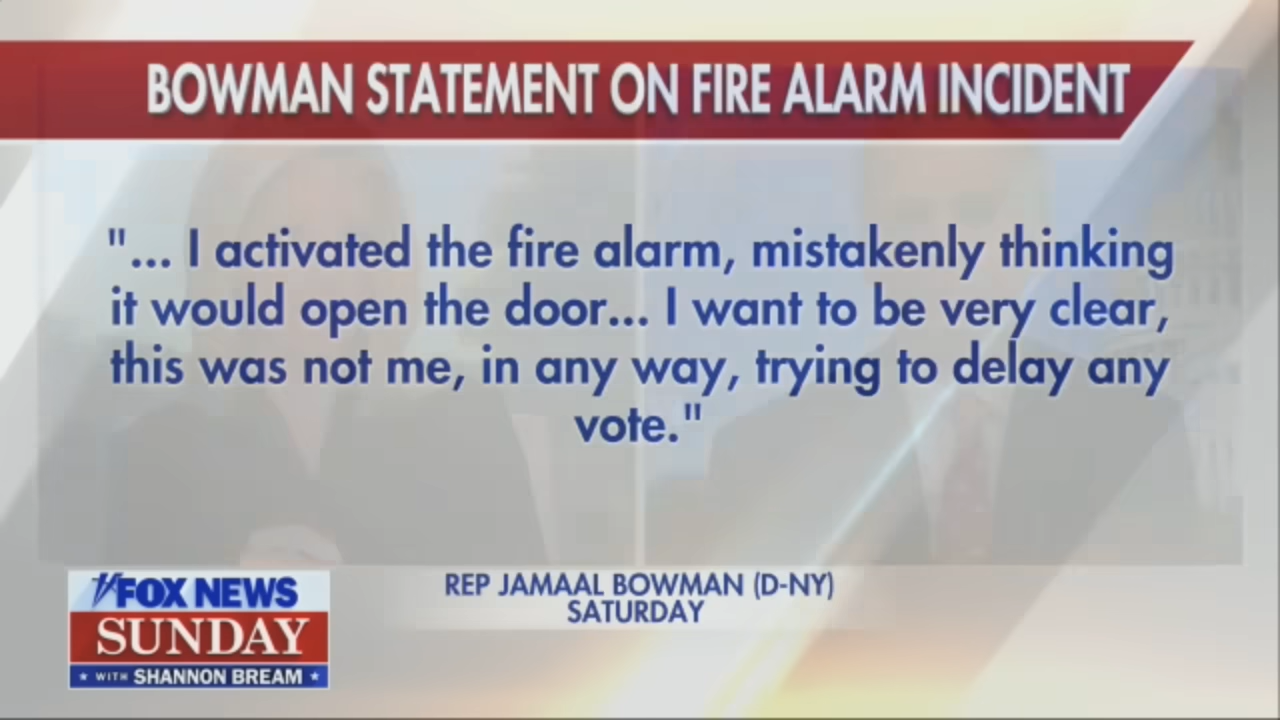 BOWMAN STATEMENT ON FIRE ALARM INCIDENT
"... I activated the fire alarm, mistakenly thinking
it would open the door... I want to be very clear,
this was not me, in any way, trying to delay any
vote."
REP JAMAAL BOWMAN (D-NY)
SATURDAY
FOX NEWS
SUNDAY
WITH SHANNON BREAM